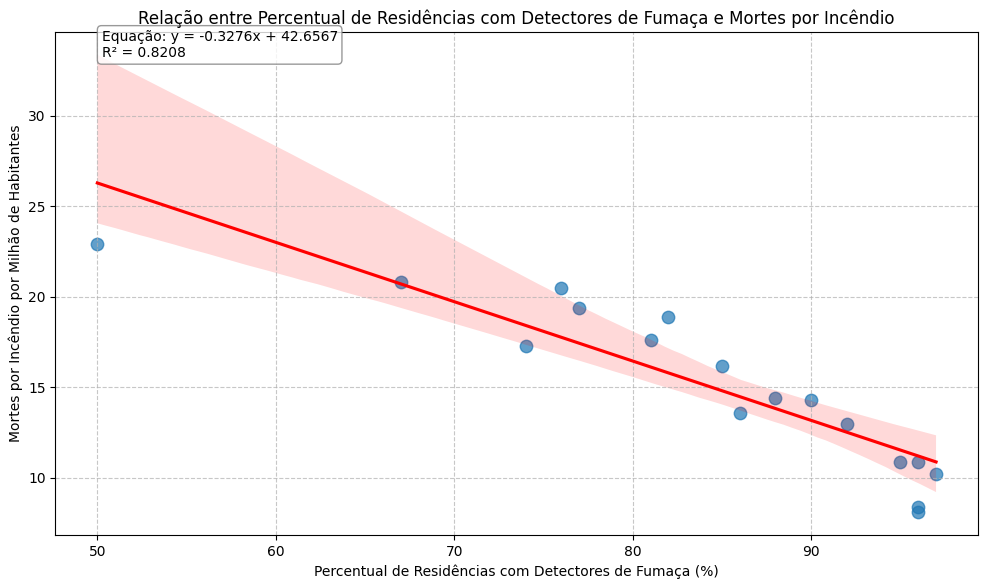 Relação entre Percentual de Residências com Detectores de Fumaça e Mortes por Incêndio
Equação: y = -0.3276x + 42.6567
R² = 0.8208
Mortes por Incêndio por Milhão de Habitantes
30
25
20
15
10
50
60
70
80
90
Percentual de Residências com Detectores de Fumaça (%)